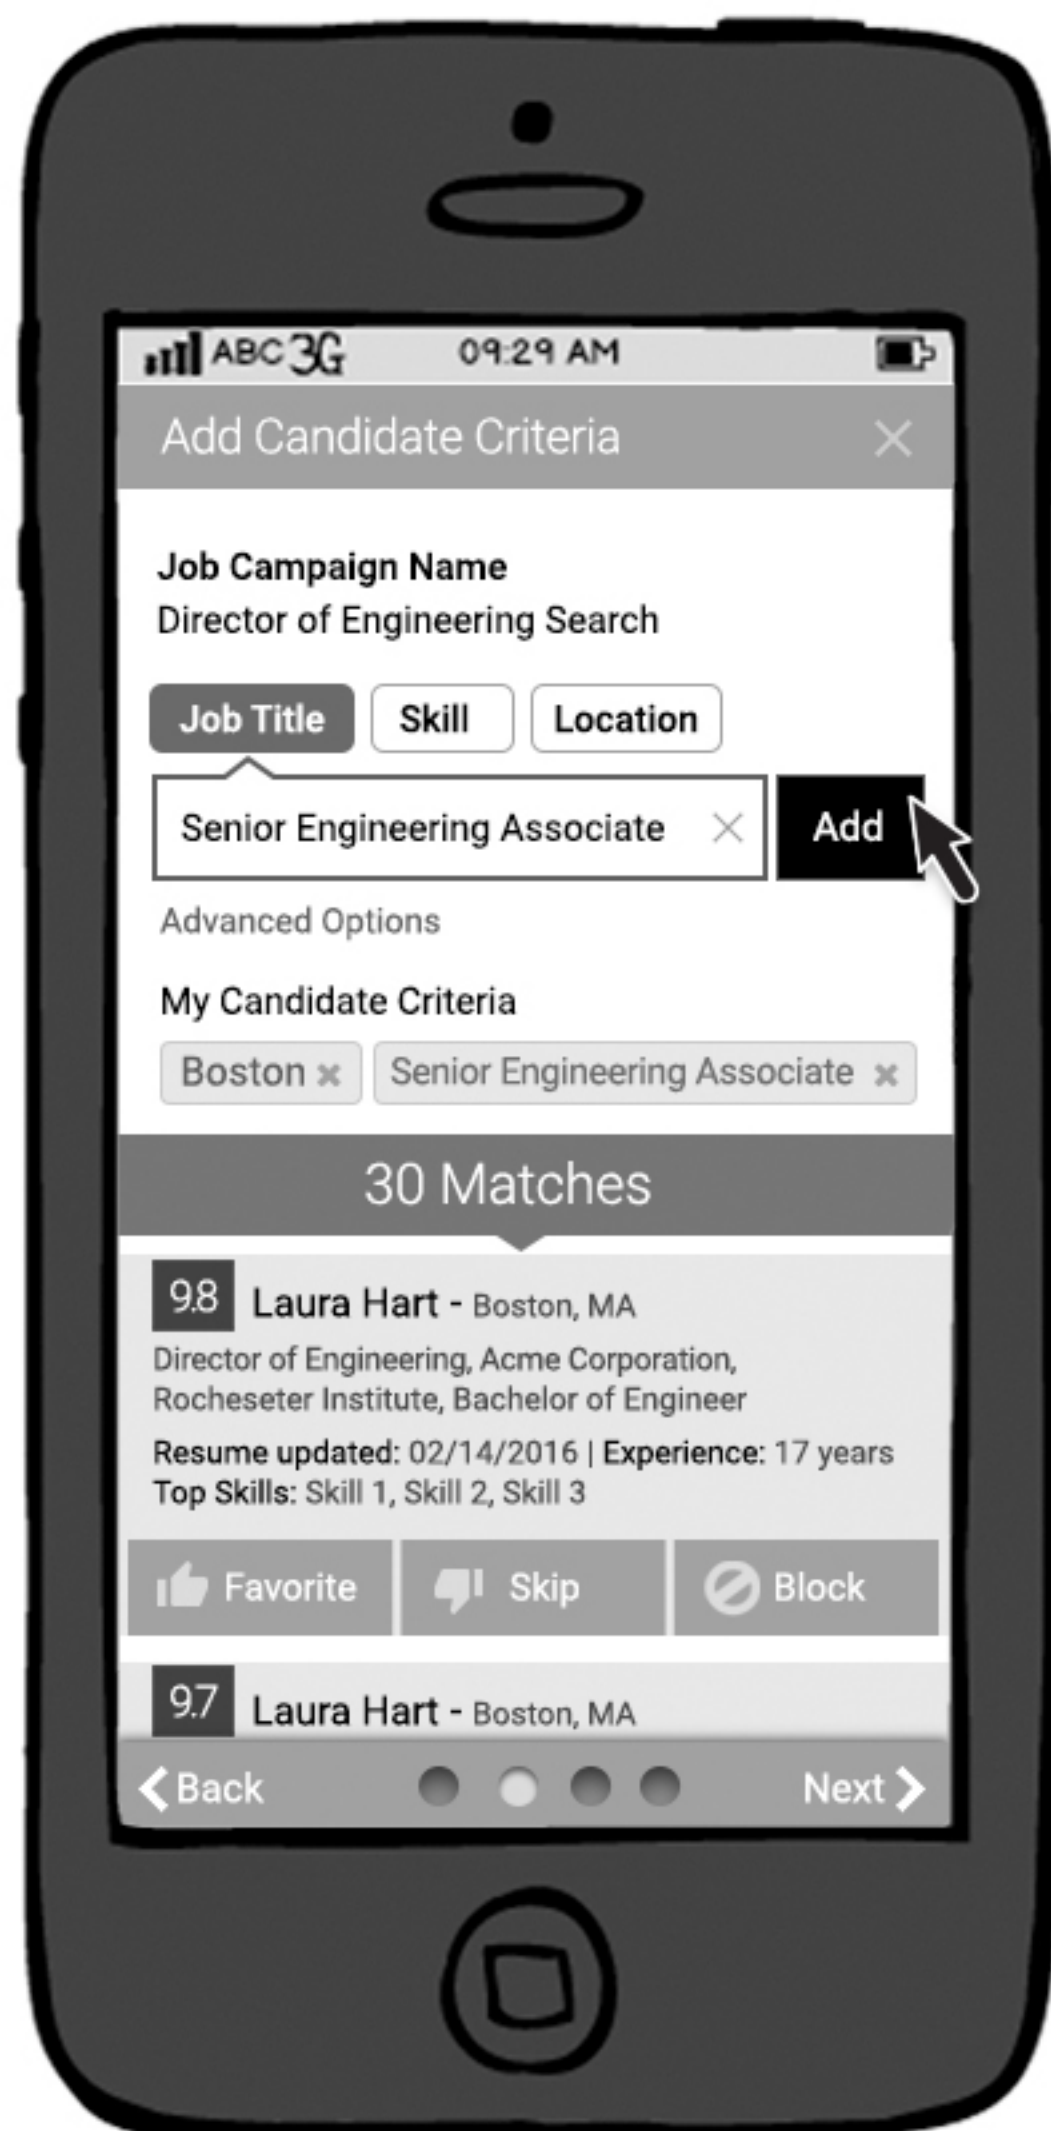 ABC 3G 09:29 AM
Add Candidate Criteria
Job Campaign Name
Director of Engineering Search
Job Title Skill Location
Senior Engineering Associate Add
Advanced Options
My Candidate Criteria
Boston Senior Engineering Associate
30 Matches
9.8 Laura Hart - Boston, MA
Director of Engineering, Acme Corporation,
Rocheseter Institute, Bachelor of Engineer
Resume updated: 02/14/2016 | Experience: 17 years
Top Skills: Skill 1, Skill 2, Skill 3
Favorite Skip Block
9.7 Laura Hart - Boston, MA
Back Next